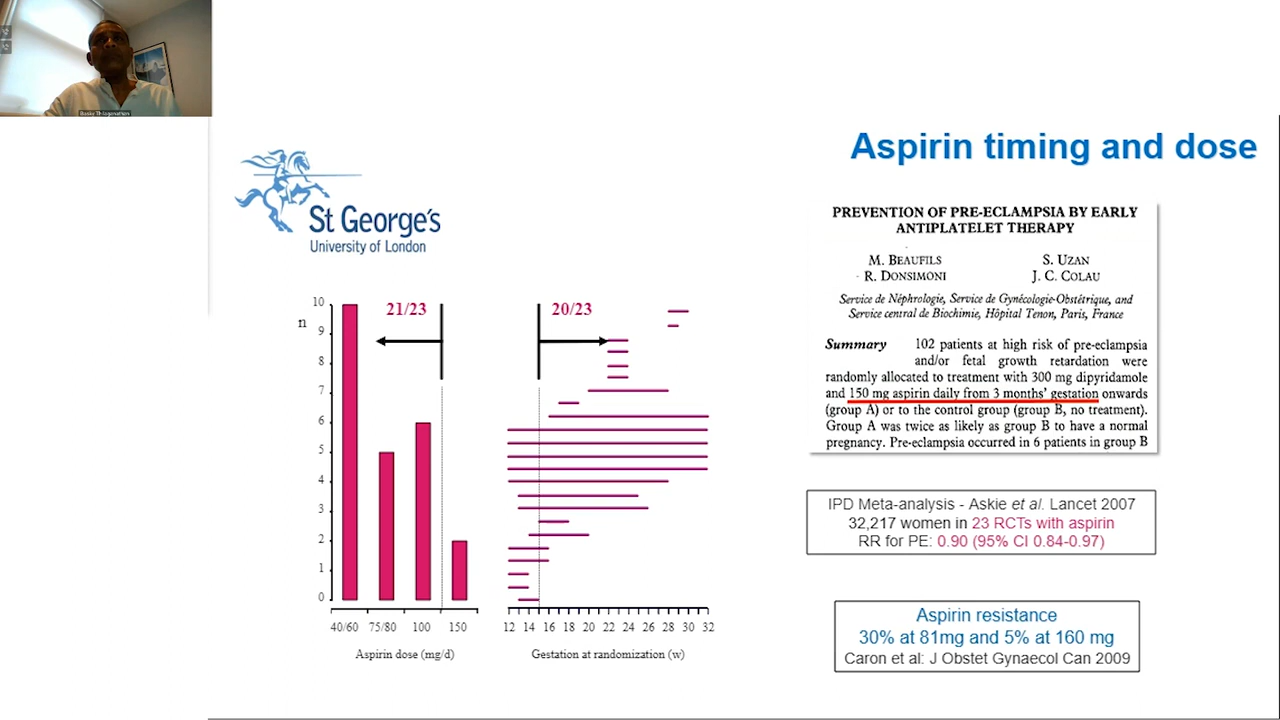 Basky Thilaganathan
Aspirin timing and dose
St George's
University of London
PREVENTION OF PRE-ECLAMPSIA BY EARLY
ANTIPLATELET THERAPY
M. BEAUFILS S. UZAN
R. DONSIMONI J. C. COLAU
Service de Néphrologie, Service de Gynécologie-Obstétrique, and
Service central de Biochimie, Hôpital Tenon, Paris, France
Summary 102 patients at high risk of pre-eclampsia
and/or fetal growth retardation were
randomly allocated to treatment with 300 mg dipyridamole
and 150 mg aspirin daily from 3 months' gestation onwards
(group A) or to the control group (group B, no treatment).
Group A was twice as likely as group B to have a normal
pregnancy. Pre-eclampsia occurred in 6 patients in group B
n
10
9
8
7
6
5
4
3
2
1
0
21/23
40/60 75/80 100 150
Aspirin dose (mg/d)
20/23
12 14 16 18 20 22 24 26 28 30 32
Gestation at randomization (w)
IPD Meta-analysis - Askie et al. Lancet 2007
32,217 women in 23 RCTs with aspirin
RR for PE: 0.90 (95% CI 0.84-0.97)
Aspirin resistance
30% at 81mg and 5% at 160 mg
Caron et al: J Obstet Gynaecol Can 2009